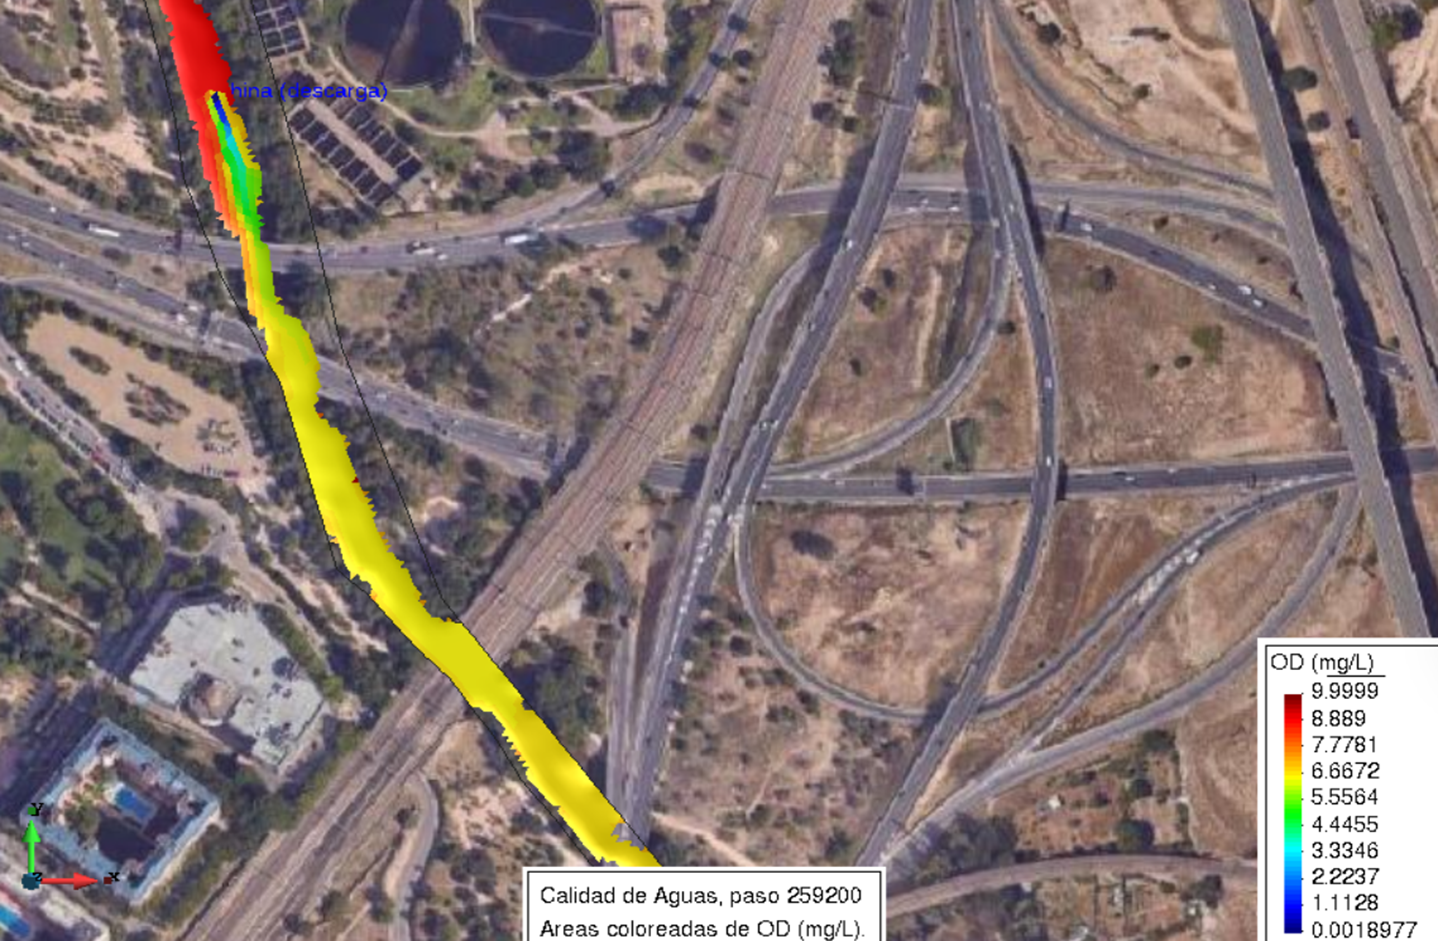 hina (descarga)
OD (mg/L)
9.9999
8.889
7.7781
6.6672
5.5564
4.4455
3.3346
2.2237
1.1128
0.0018977
Y
Z
X
Calidad de Aguas, paso 259200
Areas coloreadas de OD (mg/L).